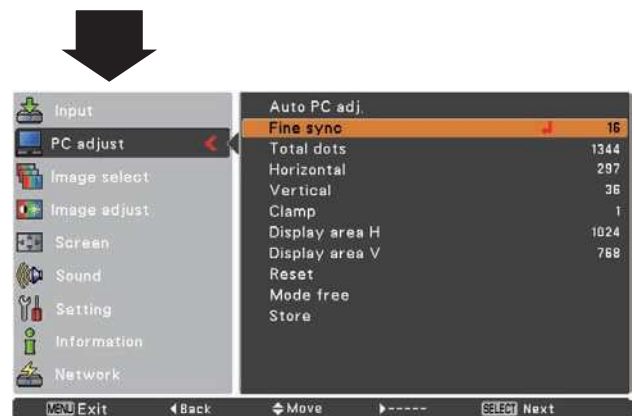 Input
PC adjust
Image select
Image adjust
Screen
Sound
Setting
Information
Network
Auto PC adj.
Fine sync 16
Total dots 1344
Horizontal 297
Vertical 36
Clamp 1
Display area H 1024
Display area V 768
Reset
Mode free
Store
MENU Exit ◀Back ◆Move ▶----- SELECT Next